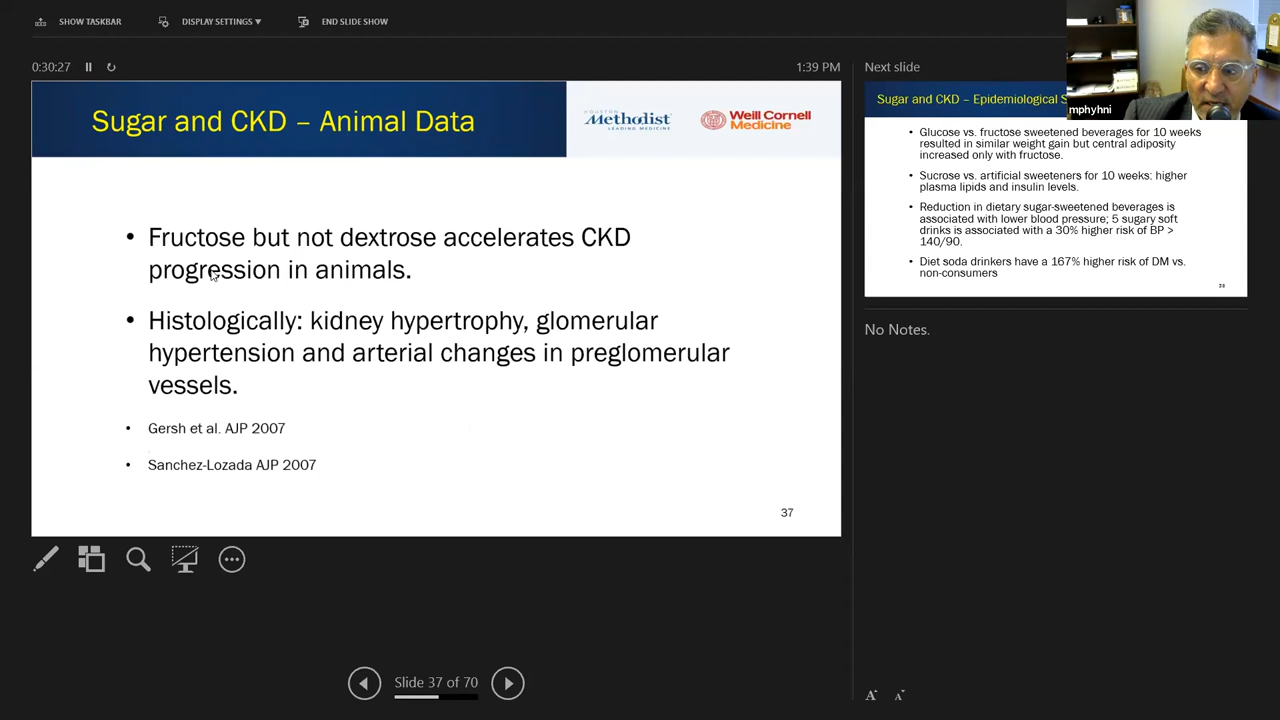 SHOW TASKBAR
DISPLAY SETTINGS ▼
END SLIDE SHOW
0:30:27
1:39 PM
Sugar and CKD – Animal Data
HOUSTON
Methodist
LEADING MEDICINE
Weill Cornell
Medicine
• Fructose but not dextrose accelerates CKD
progression in animals.
• Histologically: kidney hypertrophy, glomerular
hypertension and arterial changes in preglomerular
vessels.
• Gersh et al. AJP 2007
• Sanchez-Lozada AJP 2007
37
Slide 37 of 70
Next slide
mphyhni
Sugar and CKD – Epidemiological S
• Glucose vs. fructose sweetened beverages for 10 weeks
resulted in similar weight gain but central adiposity
increased only with fructose.
• Sucrose vs. artificial sweeteners for 10 weeks: higher
plasma lipids and insulin levels.
• Reduction in dietary sugar-sweetened beverages is
associated with lower blood pressure; 5 sugary soft
drinks is associated with a 30% higher risk of BP >
140/90.
• Diet soda drinkers have a 167% higher risk of DM vs.
non-consumers
38
No Notes.
A A